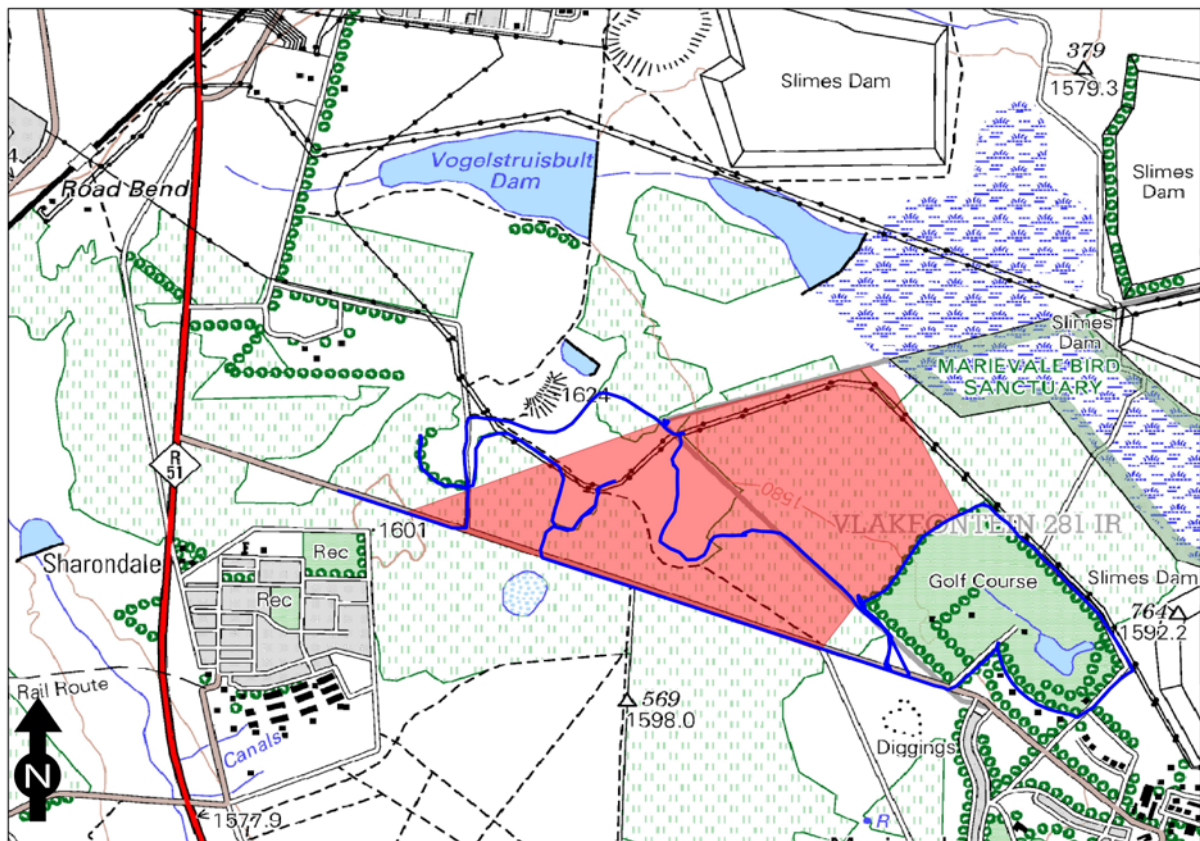 379
1579.3
Slimes Dam
Vogelstruisbult
Dam
Slimes
Dam
Road Bend
4
Slimes
Dam
MARIEVALE BIRD
SANCTUARY
1624
R
51
1580
VLAKFONTEIN 281 IR
1601
Rec
Sharondale
Rec
Golf Course
Slimes Dam
764
1592.2
Rail Route
569
1598.0
Canals
Diggings
N
1577.9
R